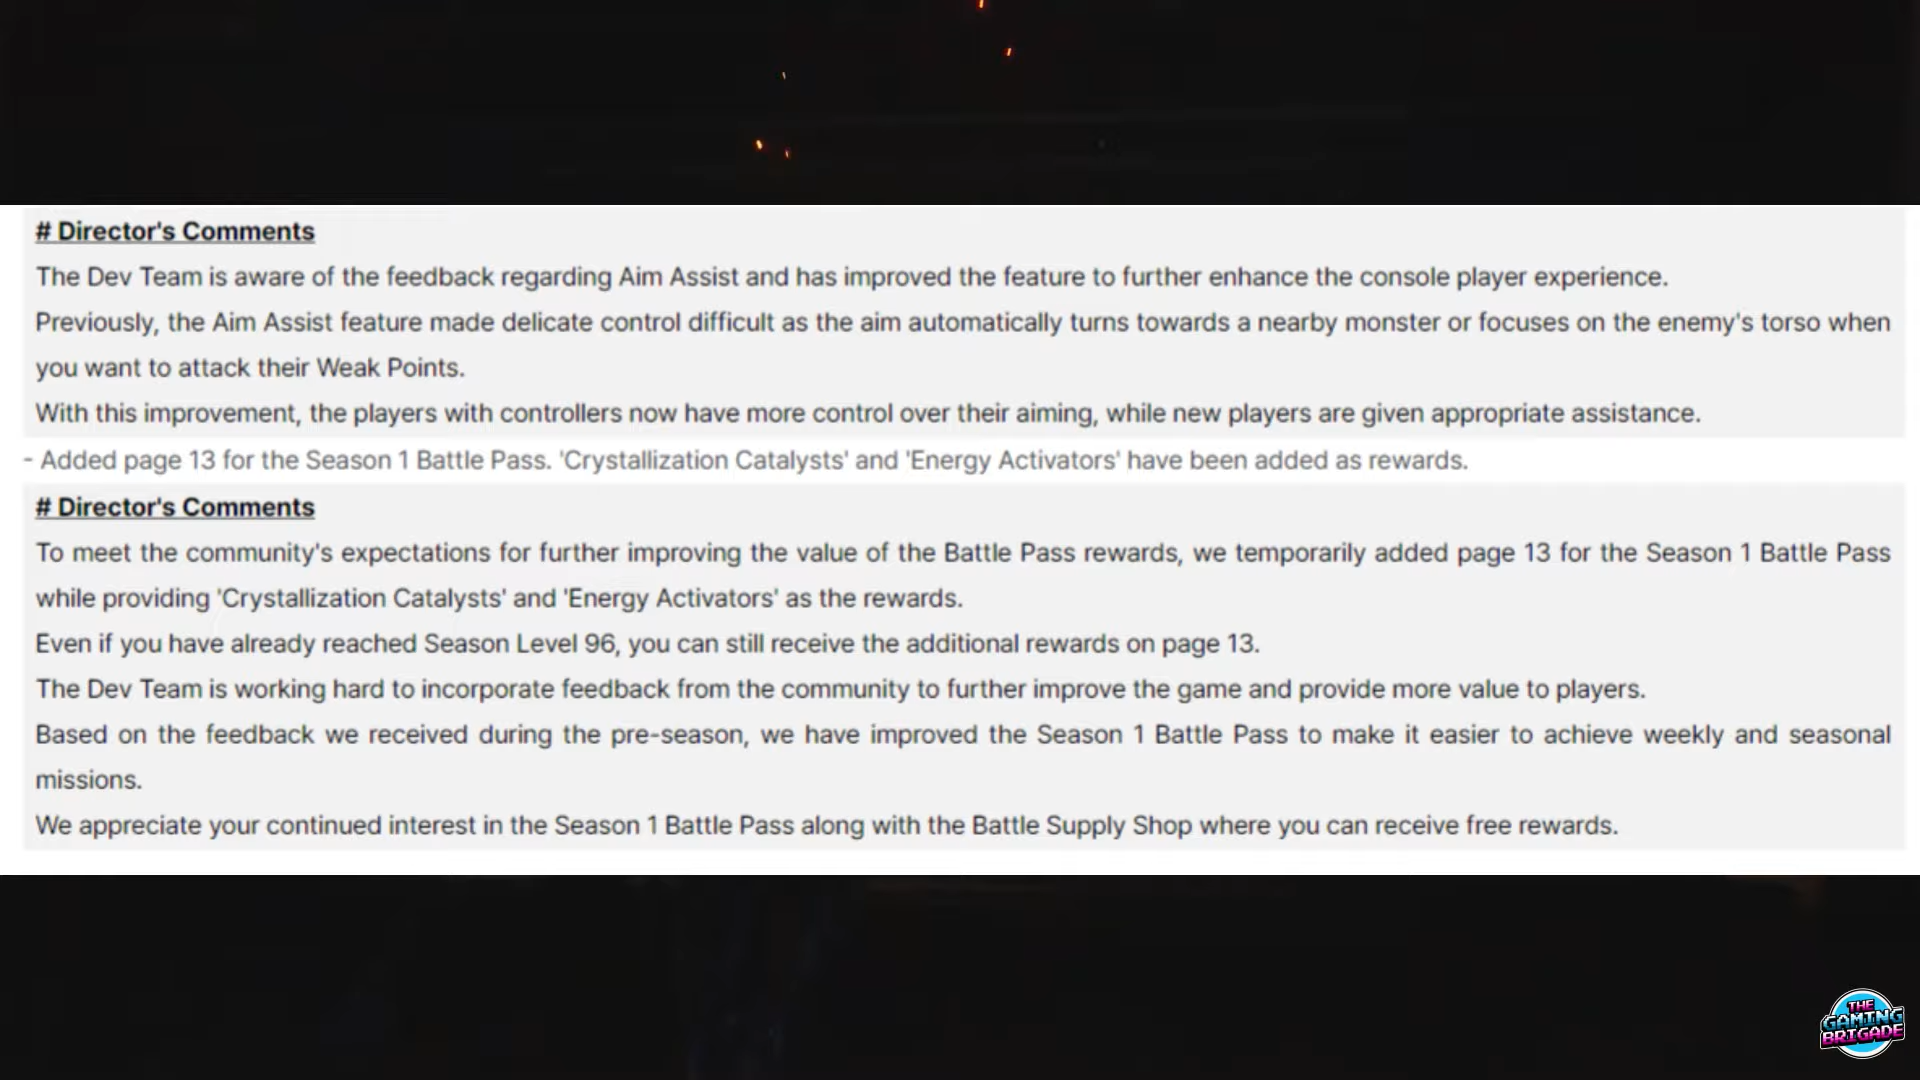 # Director's Comments
The Dev Team is aware of the feedback regarding Aim Assist and has improved the feature to further enhance the console player experience.
Previously, the Aim Assist feature made delicate control difficult as the aim automatically turns towards a nearby monster or focuses on the enemy's torso when
you want to attack their Weak Points.
With this improvement, the players with controllers now have more control over their aiming, while new players are given appropriate assistance.
- Added page 13 for the Season 1 Battle Pass. 'Crystallization Catalysts' and 'Energy Activators' have been added as rewards.
# Director's Comments
To meet the community's expectations for further improving the value of the Battle Pass rewards, we temporarily added page 13 for the Season 1 Battle Pass
while providing 'Crystallization Catalysts' and 'Energy Activators' as the rewards.
Even if you have already reached Season Level 96, you can still receive the additional rewards on page 13.
The Dev Team is working hard to incorporate feedback from the community to further improve the game and provide more value to players.
Based on the feedback we received during the pre-season, we have improved the Season 1 Battle Pass to make it easier to achieve weekly and seasonal
missions.
We appreciate your continued interest in the Season 1 Battle Pass along with the Battle Supply Shop where you can receive free rewards.
THE
GAMING
BRIGADE